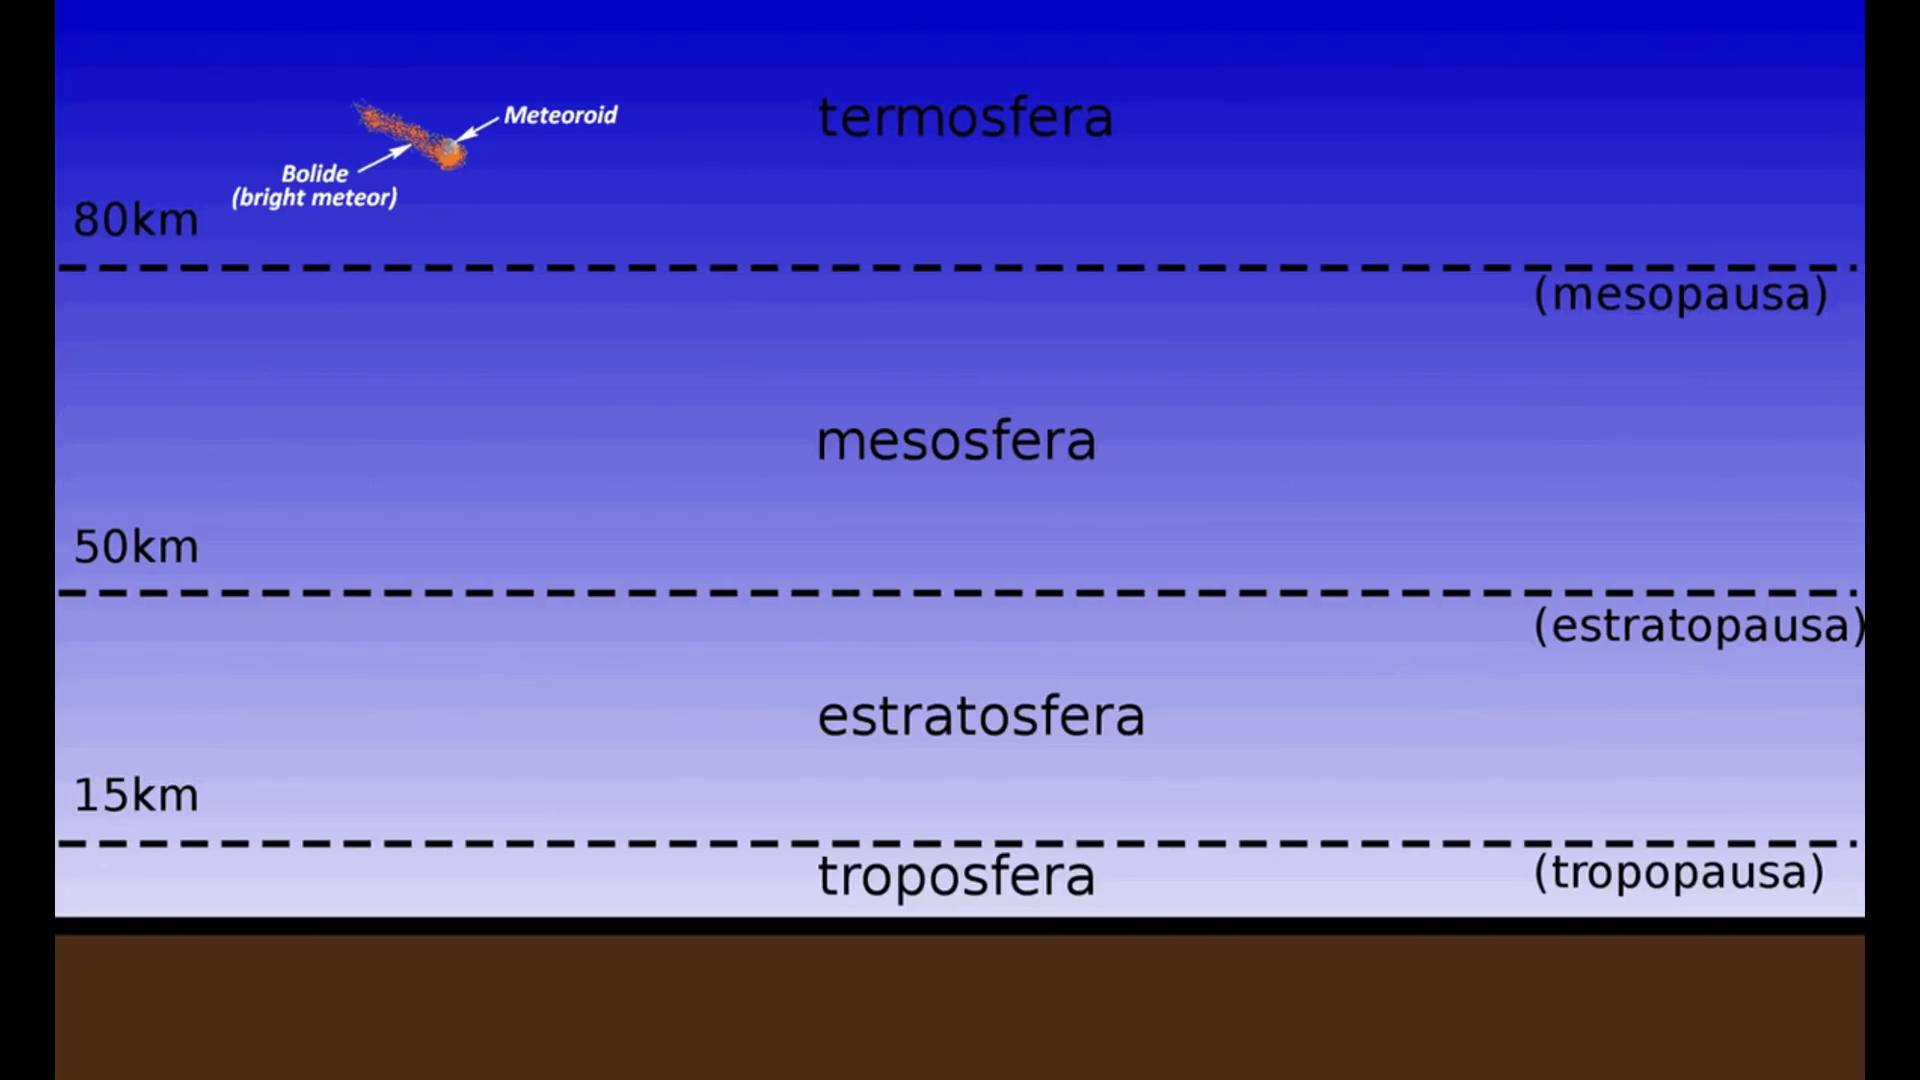 termosfera
Meteoroid
Bolide
(bright meteor)
80km
(mesopausa)
mesosfera
50km
(estratopausa)
estratosfera
15km
troposfera
(tropopausa)